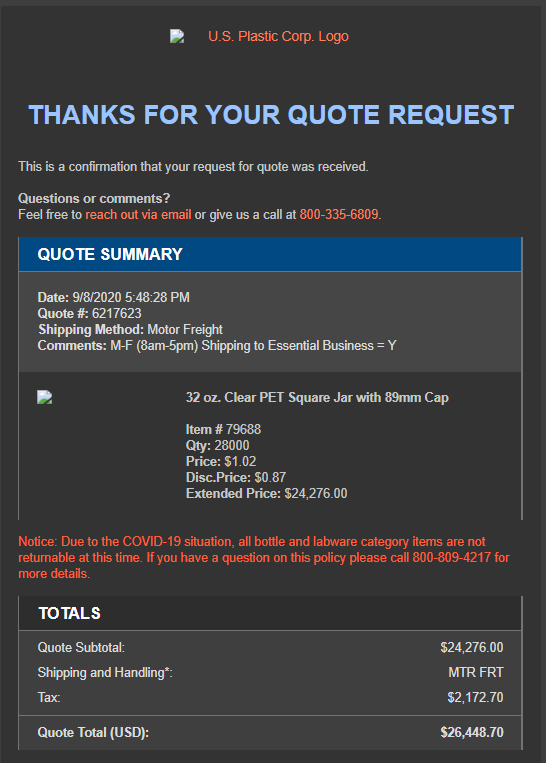 U.S. Plastic Corp. Logo
THANKS FOR YOUR QUOTE REQUEST
This is a confirmation that your request for quote was received.
Questions or comments?
Feel free to reach out via email or give us a call at 800-335-6809.
QUOTE SUMMARY
Date: 9/8/2020 5:48:28 PM
Quote #: 6217623
Shipping Method: Motor Freight
Comments: M-F (8am-5pm) Shipping to Essential Business = Y
32 oz. Clear PET Square Jar with 89mm Cap
Item # 79688
Qty: 28000
Price: $1.02
Disc.Price: $0.87
Extended Price: $24,276.00
Notice: Due to the COVID-19 situation, all bottle and labware category items are not
returnable at this time. If you have a question on this policy please call 800-809-4217 for
more details.
TOTALS
Quote Subtotal: $24,276.00
Shipping and Handling*: MTR FRT
Tax: $2,172.70
Quote Total (USD): $26,448.70